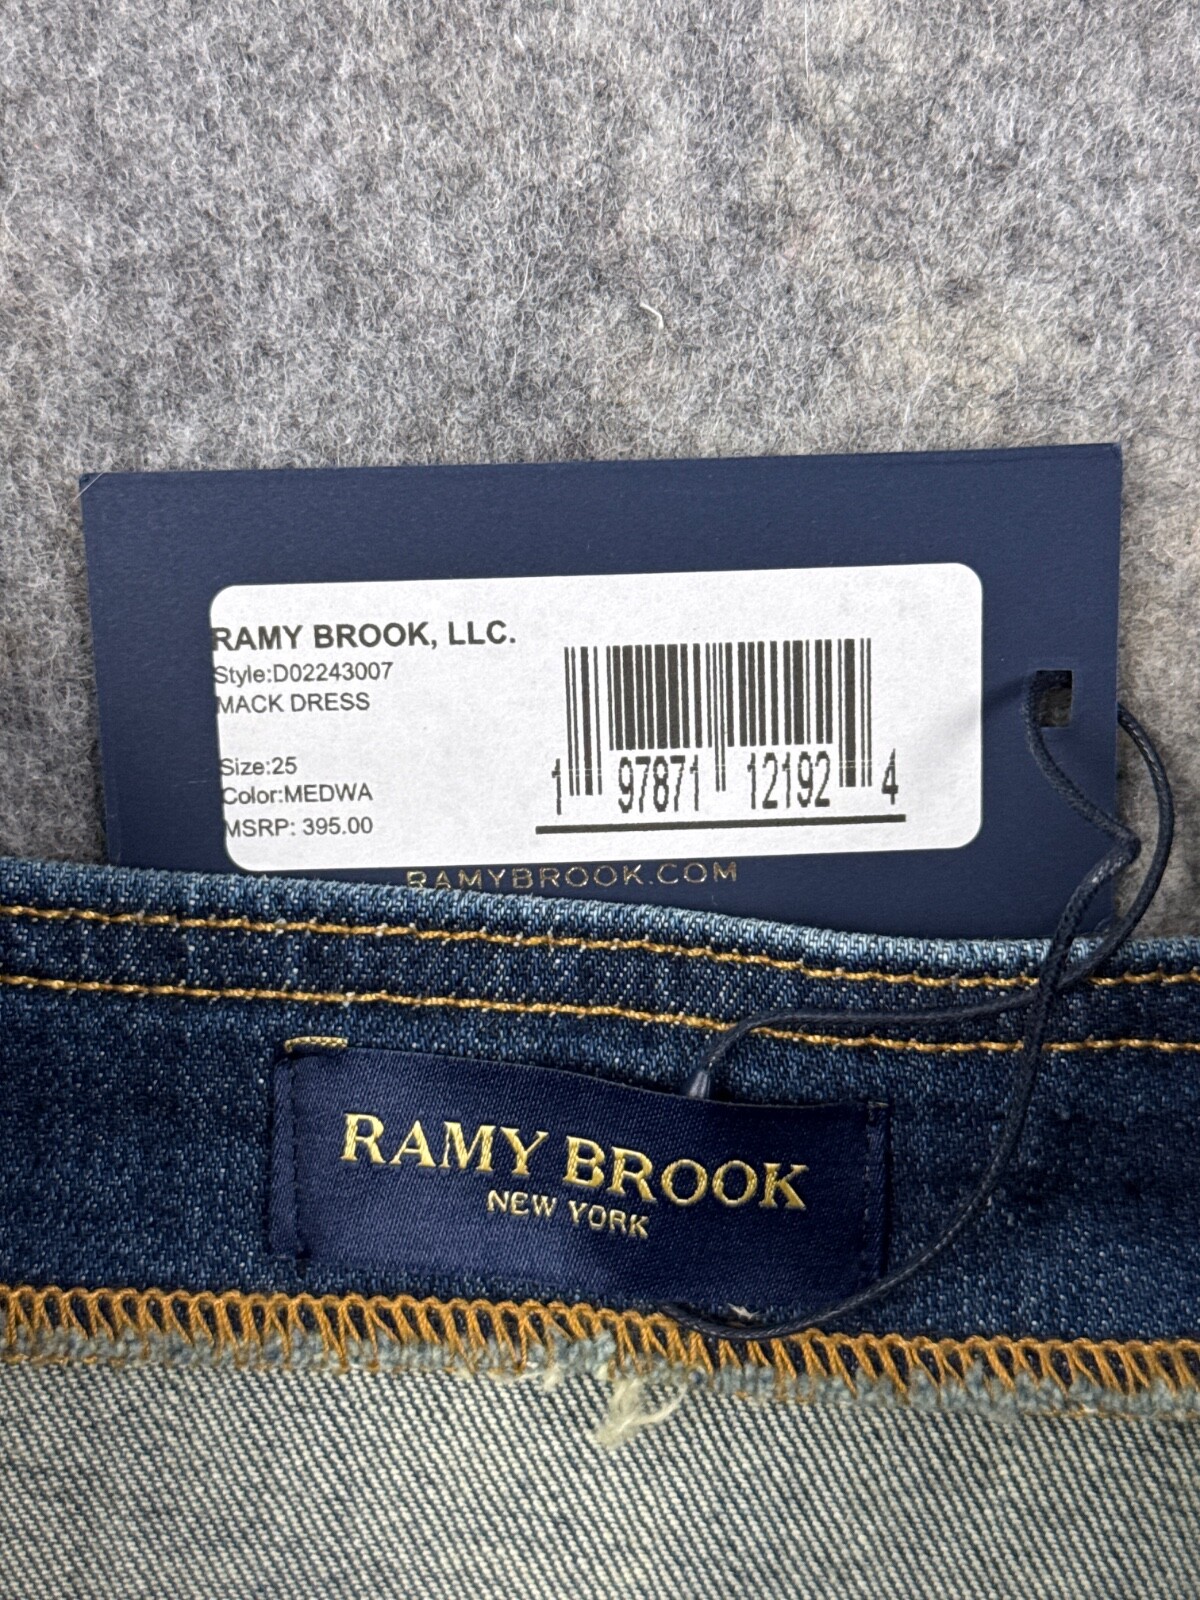 RAMY BROOK, LLC.
Style:D02243007
MACK DRESS
Size:25
Color:MEDWA
MSRP: 395.00
1 97871 12192 4
RAMYBROOK.COM
RAMY BROOK
NEW YORK